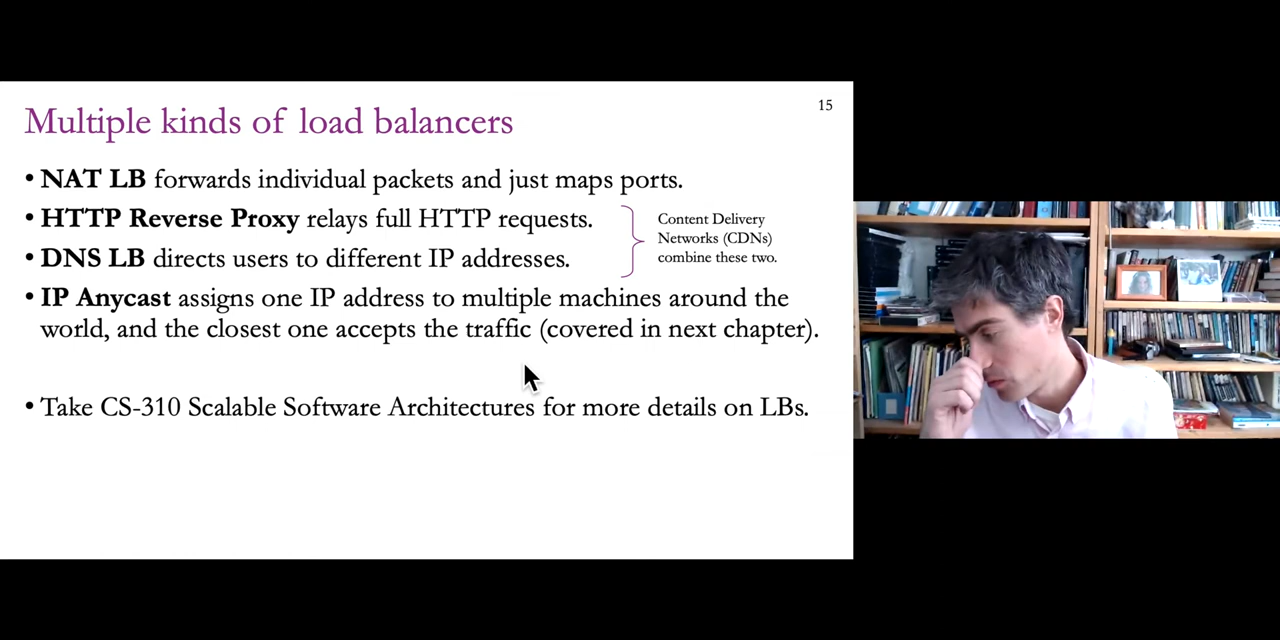 15
Multiple kinds of load balancers
• NAT LB forwards individual packets and just maps ports.
• HTTP Reverse Proxy relays full HTTP requests.
• DNS LB directs users to different IP addresses.
Content Delivery
Networks (CDNs)
combine these two.
• IP Anycast assigns one IP address to multiple machines around the
world, and the closest one accepts the traffic (covered in next chapter).
• Take CS-310 Scalable Software Architectures for more details on LBs.